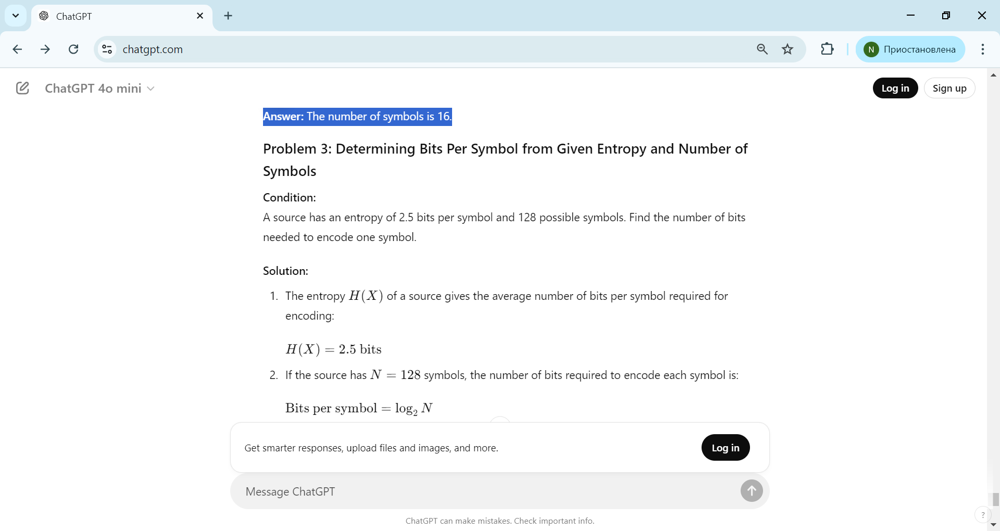 ChatGPT
chatgpt.com
N Приостановлена
ChatGPT 4o mini
Log in
Sign up
Answer: The number of symbols is 16.
Problem 3: Determining Bits Per Symbol from Given Entropy and Number of
Symbols
Condition:
A source has an entropy of 2.5 bits per symbol and 128 possible symbols. Find the number of bits
needed to encode one symbol.
Solution:
1. The entropy H(X) of a source gives the average number of bits per symbol required for
encoding:
H(X) = 2.5 bits
2. If the source has N = 128 symbols, the number of bits required to encode each symbol is:
Bits per symbol = log₂ N
Get smarter responses, upload files and images, and more.
Log in
Message ChatGPT
ChatGPT can make mistakes. Check important info.
?